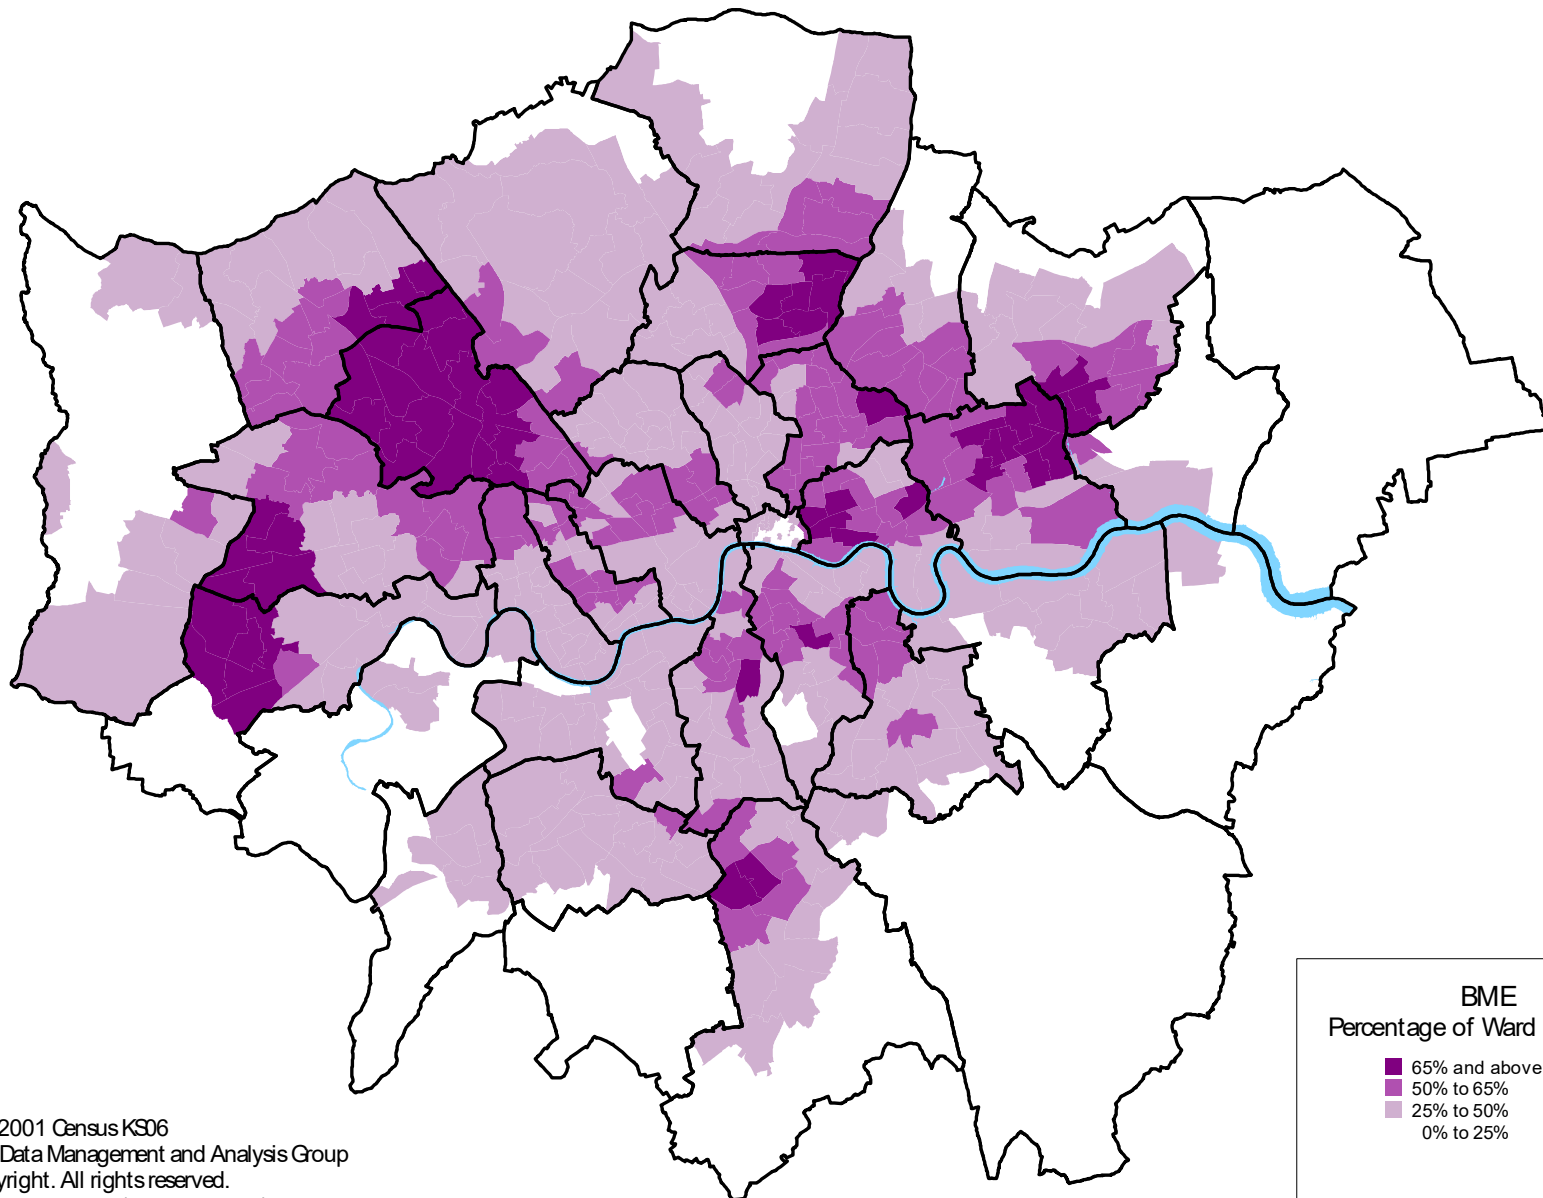 BME
Percentage of Ward
65% and above
50% to 65%
25% to 50%
0% to 25%
2001 Census KS06
Data Management and Analysis Group
yright. All rights reserved.